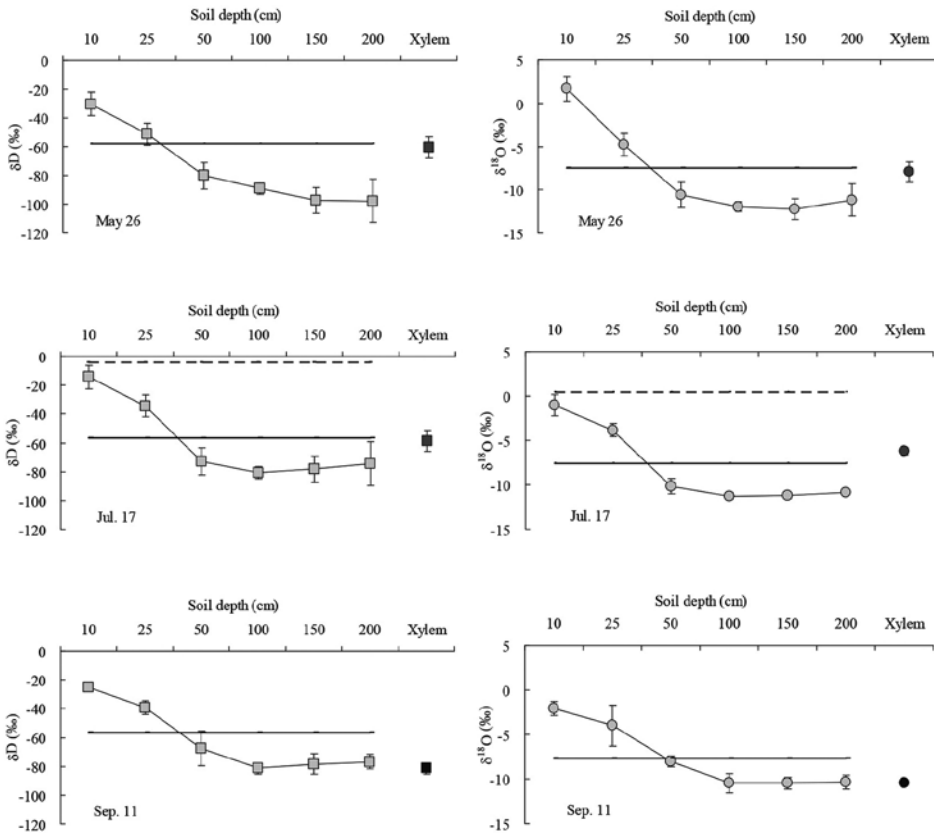 Soil depth (cm)
10 25 50 100 150 200 Xylem
0
-20
-40
-60
-80
-100
-120
δD (‰)
May 26
Soil depth (cm)
10 25 50 100 150 200 Xylem
5
0
-5
-10
-15
δ¹⁸O (‰)
May 26
Soil depth (cm)
10 25 50 100 150 200 Xylem
0
-20
-40
-60
-80
-100
-120
δD (‰)
Jul. 17
Soil depth (cm)
10 25 50 100 150 200 Xylem
5
0
-5
-10
-15
δ¹⁸O (‰)
Jul. 17
Soil depth (cm)
10 25 50 100 150 200 Xylem
0
-20
-40
-60
-80
-100
-120
δD (‰)
Sep. 11
Soil depth (cm)
10 25 50 100 150 200 Xylem
5
0
-5
-10
-15
δ¹⁸O (‰)
Sep. 11